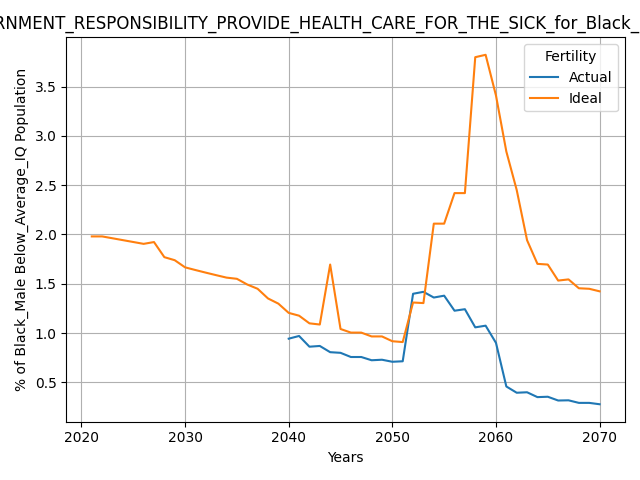 RNMENT_RESPONSIBILITY_PROVIDE_HEALTH_CARE_FOR_THE_SICK_for_Black_
Fertility
Actual
Ideal
% of Black_Male Below_Average_IQ Population
3.5
3.0
2.5
2.0
1.5
1.0
0.5
2020
2030
2040
2050
2060
2070
Years